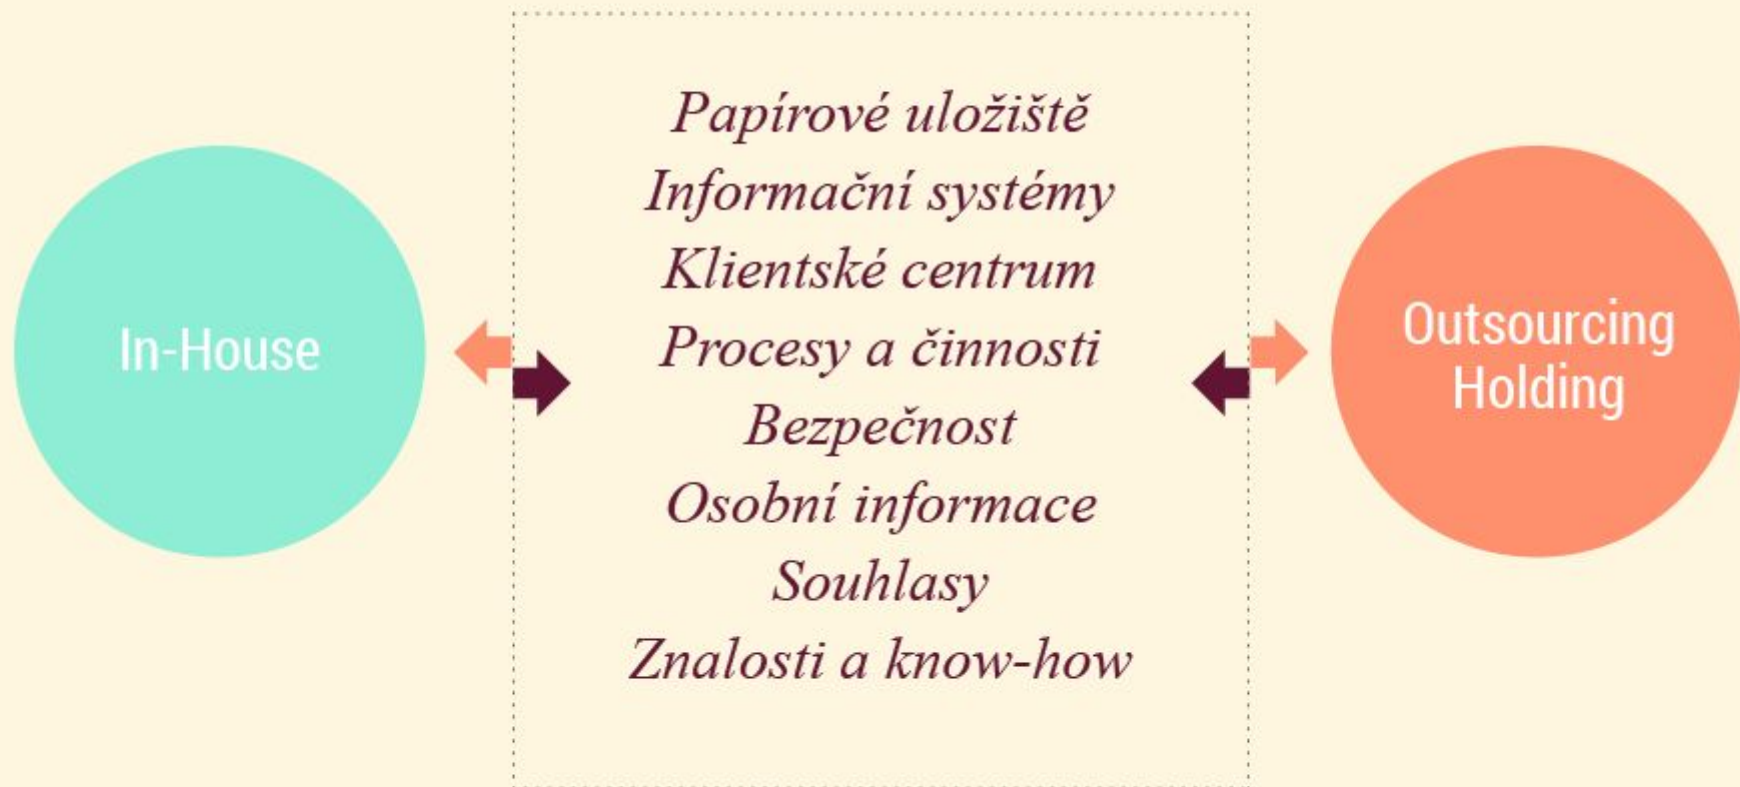 In-House
Papírové uložiště
Informační systémy
Klientské centrum
Procesy a činnosti
Bezpečnost
Osobní informace
Souhlasy
Znalosti a know-how
Outsourcing
Holding